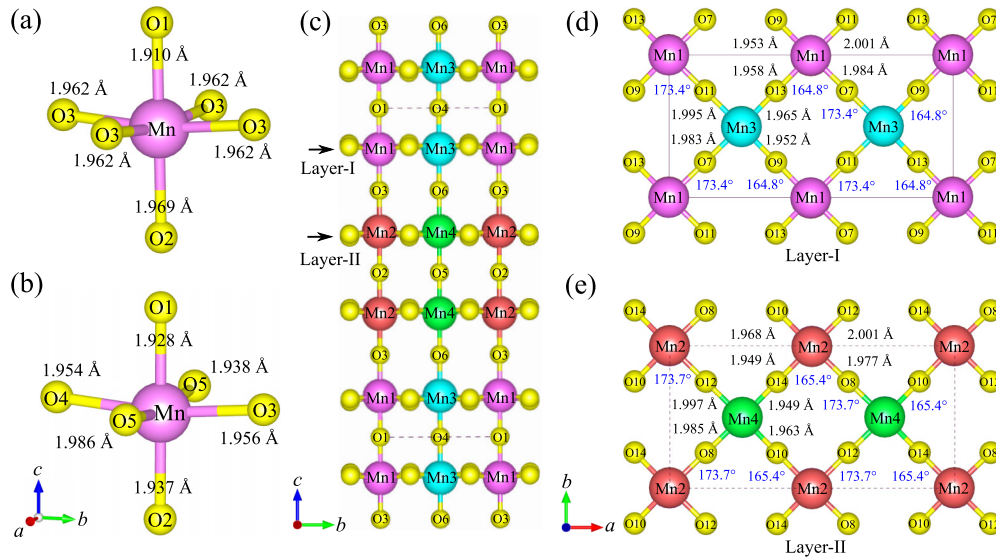 (a)
O1
1.910 Å
1.962 Å
1.962 Å
O3
O3
O3
Mn
O3
1.962 Å
1.962 Å
1.969 Å
O2
(b)
O1
1.928 Å
1.954 Å
1.938 Å
O4
O5
O5
Mn
O3
1.986 Å
1.956 Å
1.937 Å
O2
c
b
a
(c)
O3 O6 O3
Mn1 Mn3 Mn1
O1 O4 O1
Mn1 Mn3 Mn1
Layer-I
O3 O6 O3
Mn2 Mn4 Mn2
Layer-II
O2 O5 O2
Mn2 Mn4 Mn2
O3 O6 O3
Mn1 Mn3 Mn1
O1 O4 O1
Mn1 Mn3 Mn1
O3 O6 O3
c
b
(d)
O13 O7 O9 O11 O13 O7
1.953 Å 2.001 Å
Mn1 Mn1 Mn1
1.958 Å 1.984 Å
O9 173.4° O11 O13 164.8° O7 O9 O11
1.995 Å 1.965 Å 173.4° 164.8°
Mn3 Mn3
1.983 Å 1.952 Å
O13 O7 O9 O11 O13 O7
173.4° 164.8° 173.4° 164.8°
Mn1 Mn1 Mn1
O9 O11 O13 O7 O9 O11
Layer-I
(e)
O14 O8 O10 O12 O14 O8
1.968 Å 2.001 Å
Mn2 Mn2 Mn2
1.949 Å 1.977 Å
O10 173.7° O12 O14 165.4° O8 O10 O12
1.997 Å 1.949 Å 173.7° 165.4°
Mn4 Mn4
1.985 Å 1.963 Å
O14 O8 O10 O12 O14 O8
173.7° 165.4° 173.7° 165.4°
Mn2 Mn2 Mn2
O10 O12 O14 O8 O10 O12
Layer-II
b
a